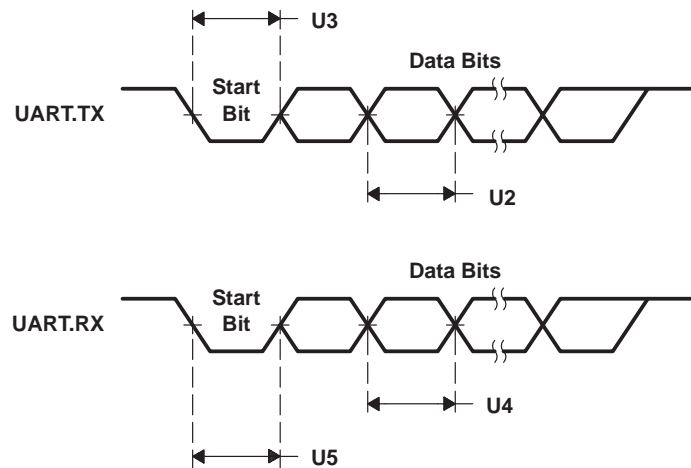 U3
Data Bits
Start
Bit
UART.TX
U2
Data Bits
Start
Bit
UART.RX
U4
U5